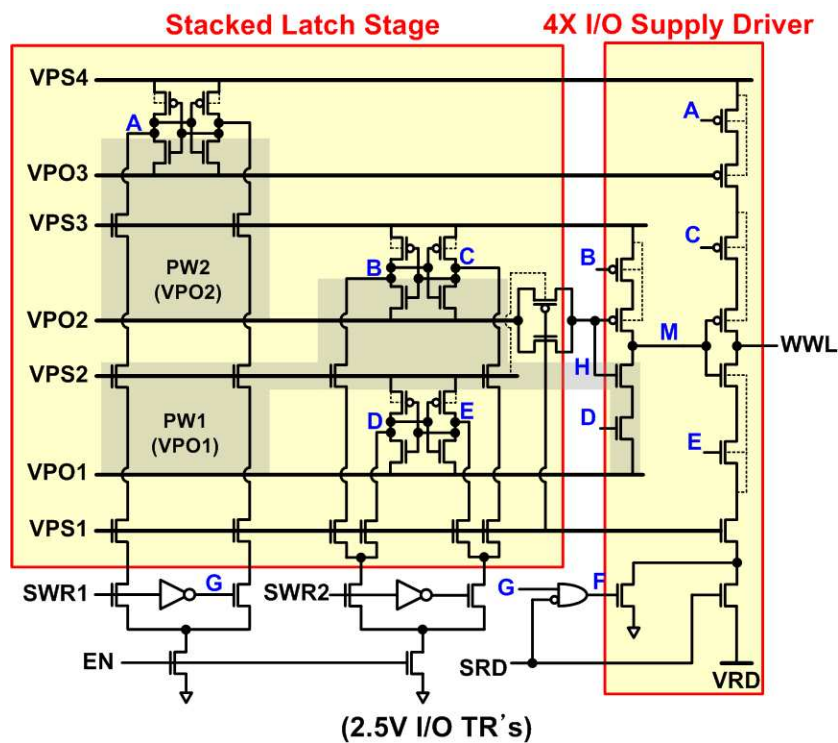 Stacked Latch Stage
4X I/O Supply Driver
VPS4
A
A
VPO3
VPS3
B
C
B
C
PW2
(VPO2)
VPO2
M
WWL
VPS2
H
D
E
D
E
PW1
(VPO1)
VPO1
VPS1
SWR1
G
SWR2
G
F
EN
SRD
VRD
(2.5V I/O TR's)